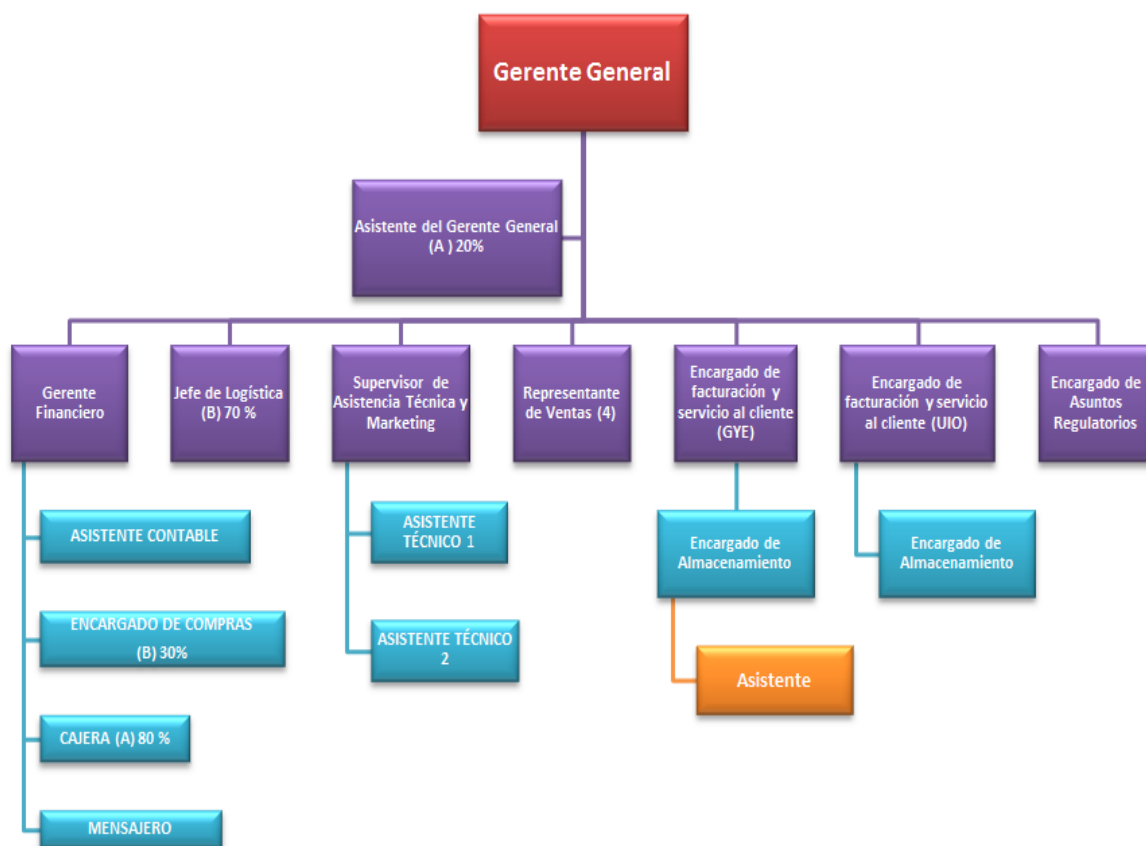 Gerente General
Asistente del Gerente General
(A ) 20%
Gerente
Financiero
Jefe de Logística
(B) 70 %
Supervisor de
Asistencia Técnica y
Marketing
Representante
de Ventas (4)
Encargado de
facturación y
servicio al cliente
(GYE)
Encargado de
facturación y servicio
al cliente (UIO)
Encargado de
Asuntos
Regulatorios
ASISTENTE CONTABLE
ENCARGADO DE COMPRAS
(B) 30%
CAJERA (A) 80 %
MENSAJERO
ASISTENTE
TÉCNICO 1
ASISTENTE TÉCNICO
2
Encargado de
Almacenamiento
Asistente
Encargado de
Almacenamiento